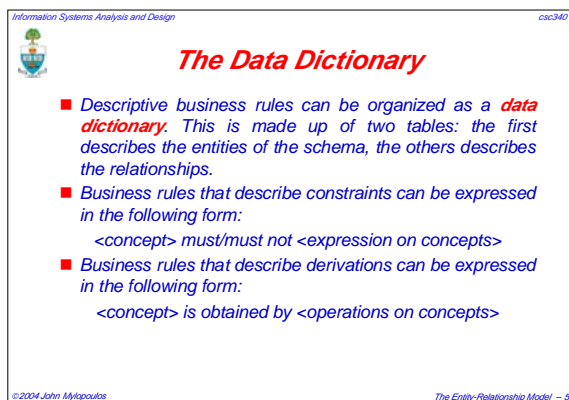 Information Systems Analysis and Design csc340
The Data Dictionary
Descriptive business rules can be organized as a data
dictionary. This is made up of two tables: the first
describes the entities of the schema, the others describes
the relationships.
Business rules that describe constraints can be expressed
in the following form:
<concept> must/must not <expression on concepts>
Business rules that describe derivations can be expressed
in the following form:
<concept> is obtained by <operations on concepts>
©2004 John Mylopoulos The Entity-Relationship Model -- 5